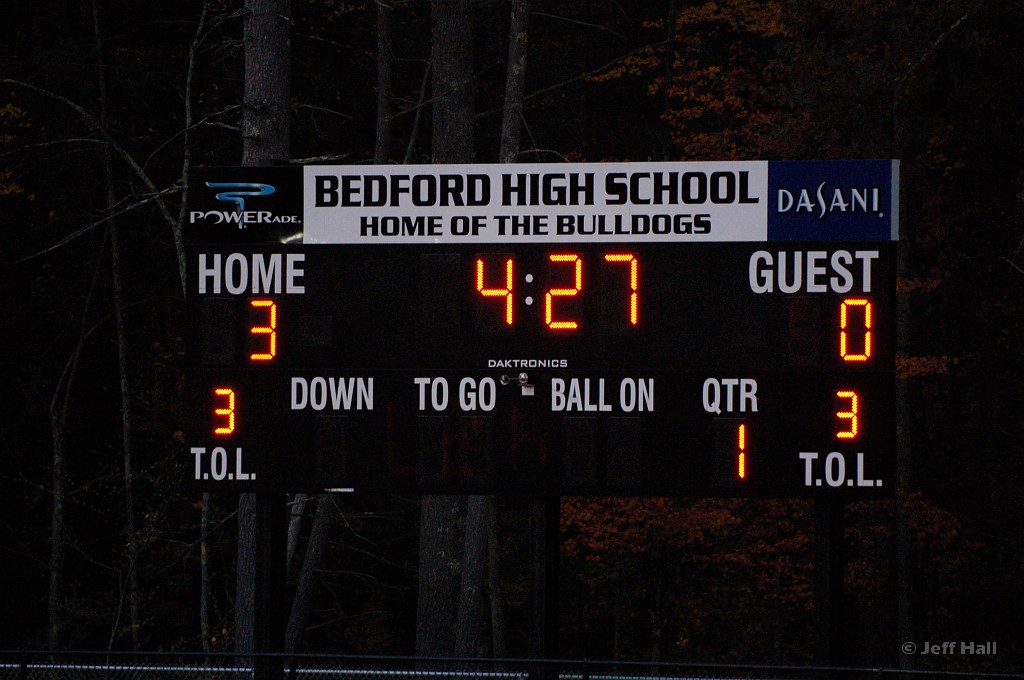 POWERADE BEDFORD HIGH SCHOOL DASANI
HOME OF THE BULLDOGS
HOME 4:27 GUEST
3 0
DAKTRONICS
3 DOWN TO GO BALL ON QTR 3
1
T.O.L. T.O.L.
© Jeff Hall